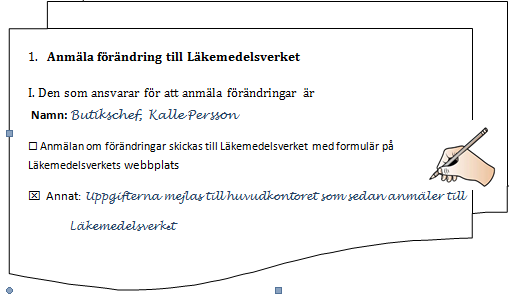 1. Anmäla förändring till Läkemedelsverket
I. Den som ansvarar för att anmäla förändringar är
Namn: Butikschef, Kalle Persson
☐ Anmälan om förändringar skickas till Läkemedelsverket med formulär på
Läkemedelsverkets webbplats
☒ Annat: Uppgifterna mejlas till huvudkontoret som sedan anmäler till
Läkemedelsverket